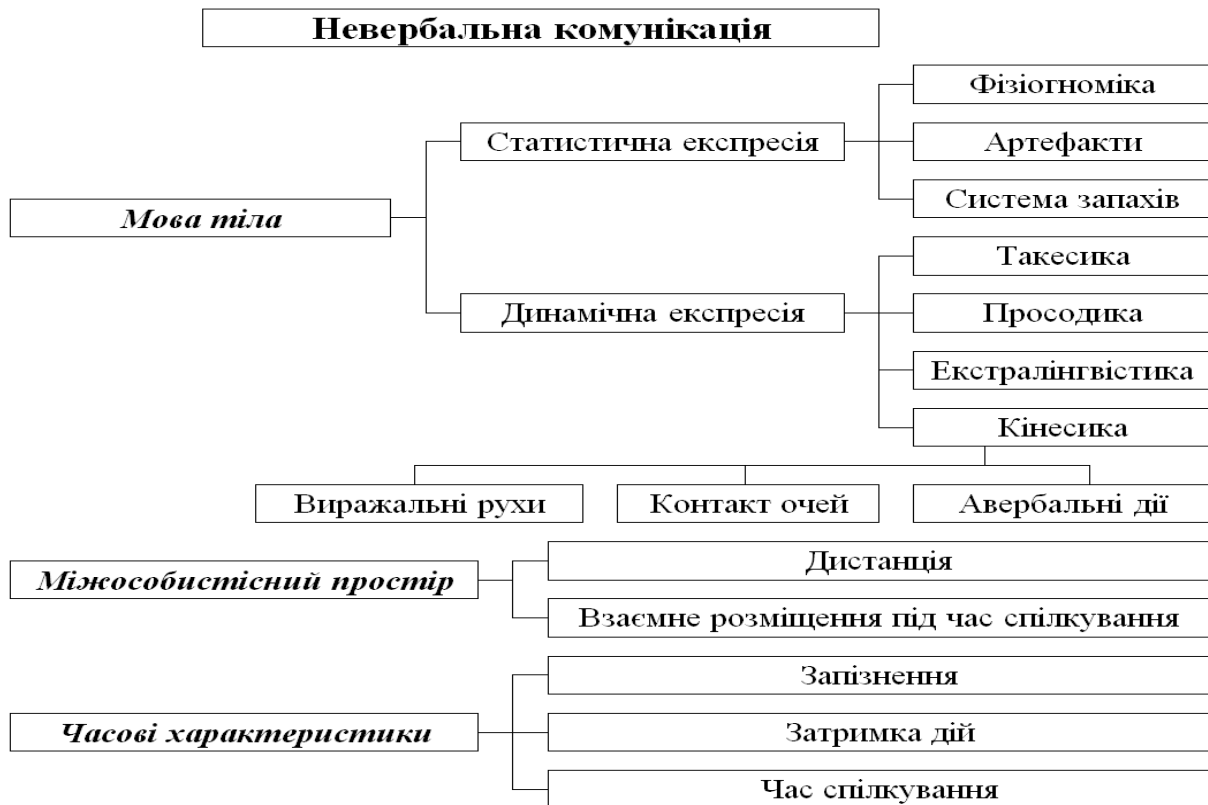 Невербальна комунікація
Фізіогноміка
Статистична експресія
Артефакти
Система запахів
Мова тіла
Такесика
Динамічна експресія
Просодика
Екстралінгвістика
Кінесика
Виражальні рухи
Контакт очей
Авербальні дії
Міжособистісний простір
Дистанція
Взаємне розміщення під час спілкування
Запізнення
Часові характеристики
Затримка дій
Час спілкування